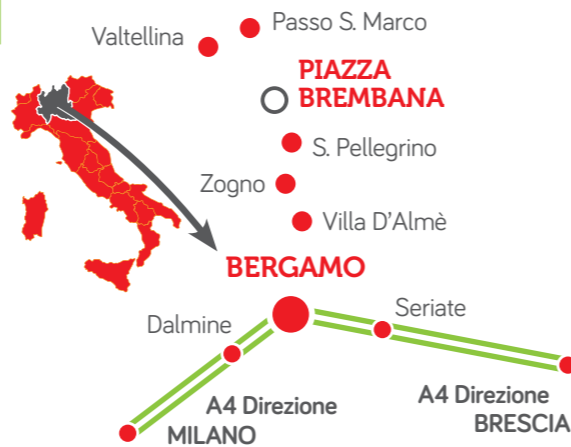 Passo S. Marco
Valtellina
PIAZZA
BREMBANA
S. Pellegrino
Zogno
Villa D'Almè
BERGAMO
Seriate
Dalmine
A4 Direzione
BRESCIA
A4 Direzione
MILANO